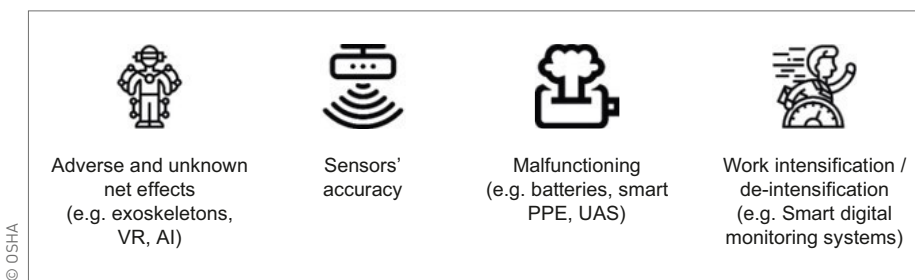 Adverse and unknown
net effects
(e.g. exoskeletons,
VR, AI)
Sensors'
accuracy
Malfunctioning
(e.g. batteries, smart
PPE, UAS)
Work intensification /
de-intensification
(e.g. Smart digital
monitoring systems)
© OSHA